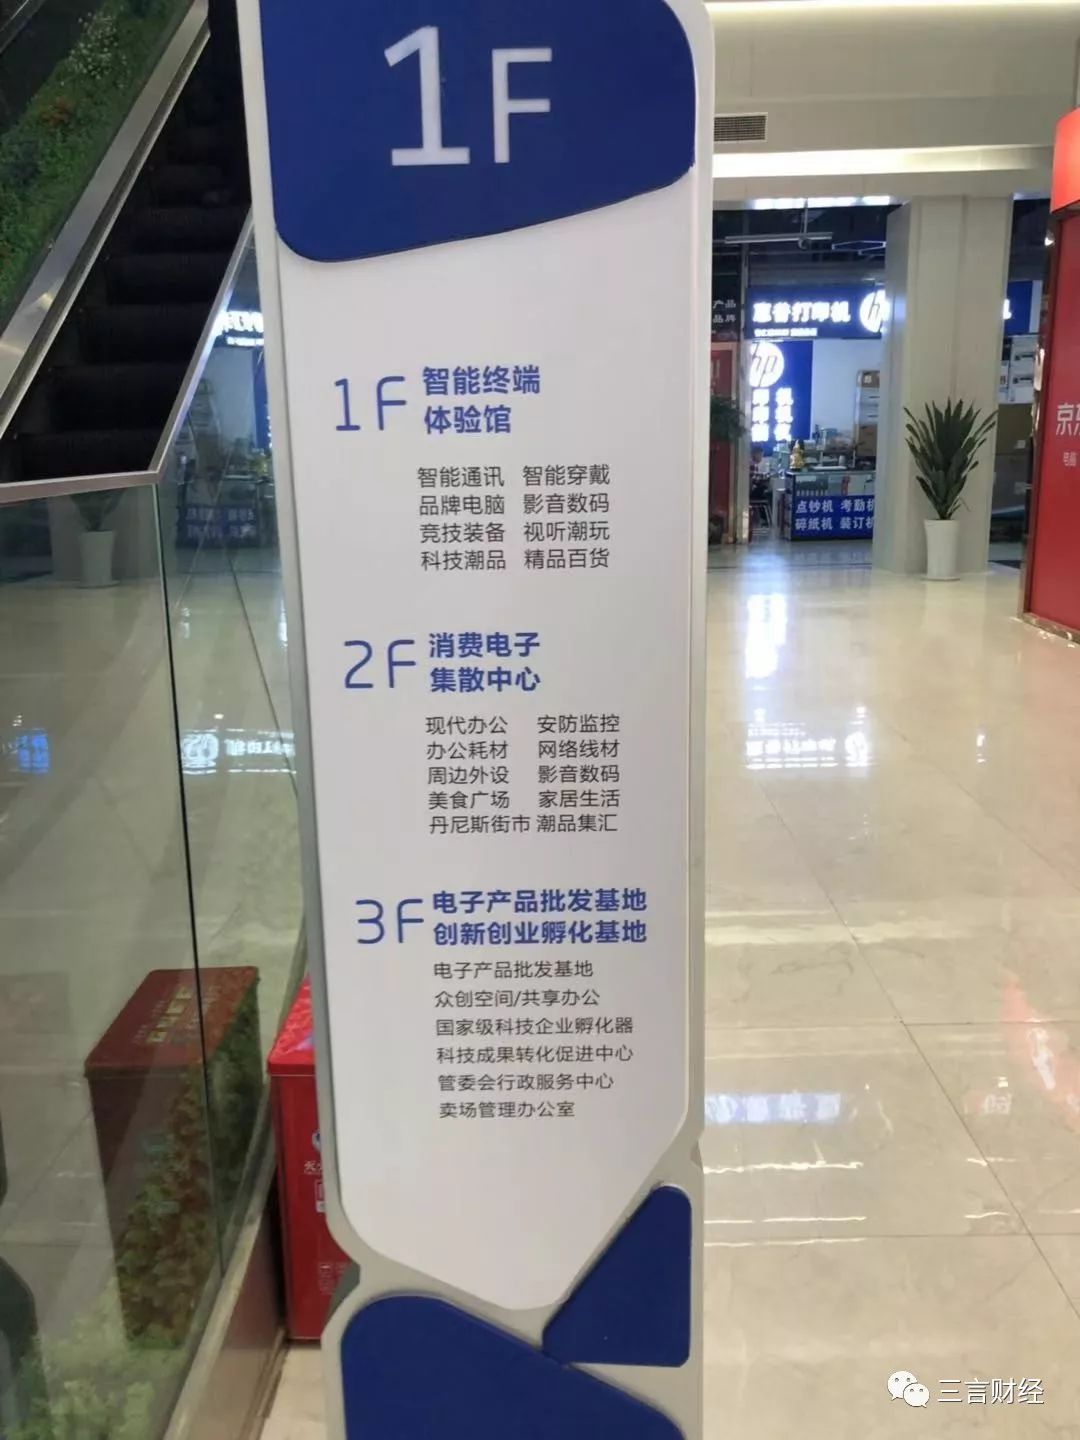 1F
1F 智能终端
体验馆
智能通讯 智能穿戴
品牌电脑 影音数码
竞技装备 视听潮玩
科技潮品 精品百货
2F 消费电子
集散中心
现代办公 安防监控
办公耗材 网络线材
周边外设 影音数码
美食广场 家居生活
丹尼斯街市 潮品集汇
3F 电子产品批发基地
创新创业孵化基地
电子产品批发基地
众创空间/共享办公
国家级科技企业孵化器
科技成果转化促进中心
管委会行政服务中心
卖场管理办公室
产品
品牌
惠普打印机 hp
hp
点钞机 考勤机
碎纸机 装订机
京
电脑
三言财经